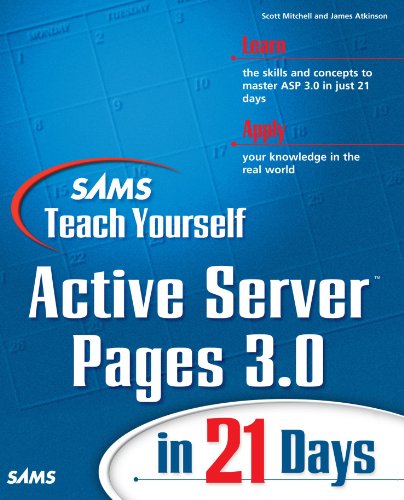 Scott Mitchell and James Atkinson
Learn
the skills and concepts to
master ASP 3.0 in just 21
days
Apply
your knowledge in the
real world
SAMS
Teach Yourself
Active Server™
Pages 3.0
in 21 Days
SAMS